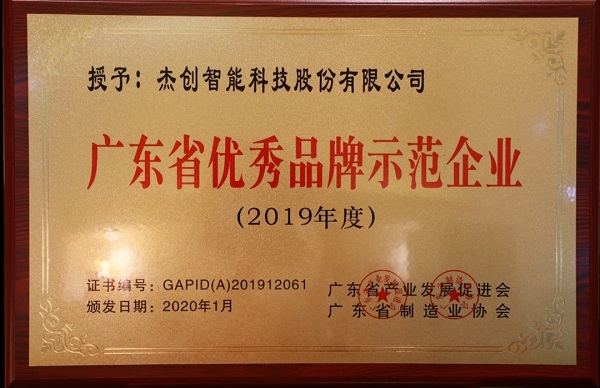 授予：杰创智能科技股份有限公司
广东省优秀品牌示范企业
(2019年度)
证书编号：GAPID(A)201912061
颁发日期：2020年1月
广东省产业发展促进会
广东省制造业协会